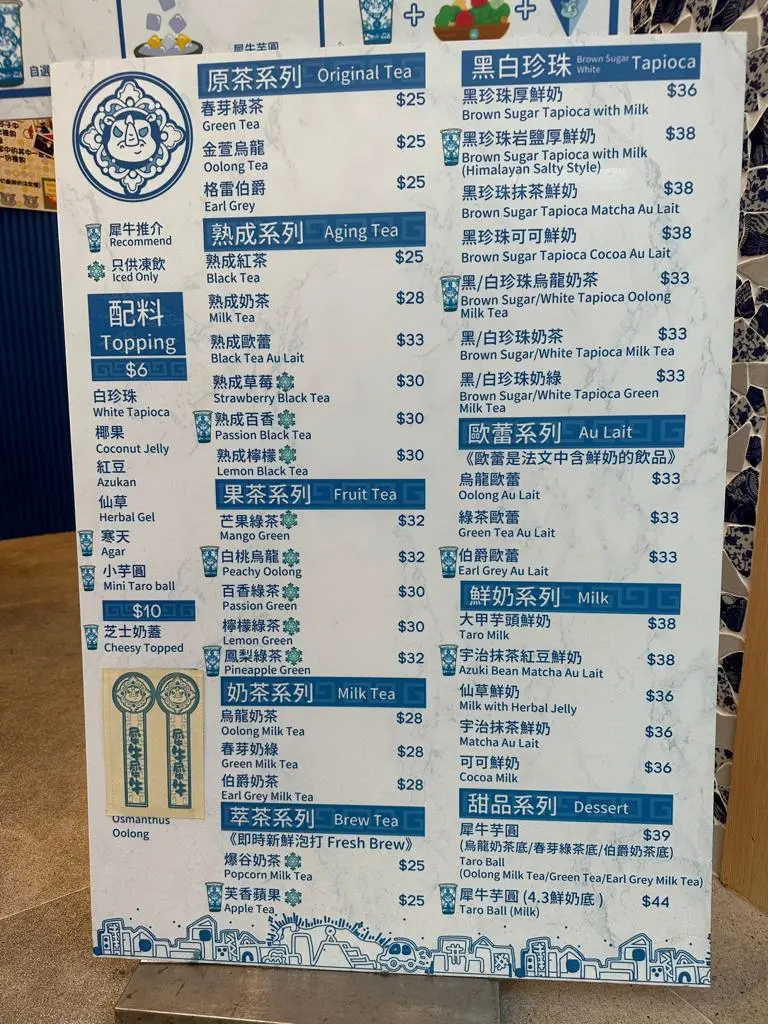 自選
犀牛芋圓
犀牛推介
Recommend
只供凍飲
Iced Only
配料
Topping
$6
白珍珠
White Tapioca
椰果
Coconut Jelly
紅豆
Azukan
仙草
Herbal Gel
寒天
Agar
小芋圓
Mini Taro ball
$10
芝士奶蓋
Cheesy Topped
Osmanthus
Oolong
原茶系列 Original Tea
春芽綠茶 $25
Green Tea
金萱烏龍 $25
Oolong Tea
格雷伯爵 $25
Earl Grey
熟成系列 Aging Tea
熟成紅茶 $25
Black Tea
熟成奶茶 $28
Milk Tea
熟成歐蕾 $33
Black Tea Au Lait
熟成草莓 $30
Strawberry Black Tea
熟成百香 $30
Passion Black Tea
熟成檸檬 $30
Lemon Black Tea
果茶系列 Fruit Tea
芒果綠茶 $32
Mango Green
白桃烏龍 $32
Peachy Oolong
百香綠茶 $30
Passion Green
檸檬綠茶 $30
Lemon Green
鳳梨綠茶 $32
Pineapple Green
奶茶系列 Milk Tea
烏龍奶茶 $28
Oolong Milk Tea
春芽奶綠 $28
Green Milk Tea
伯爵奶茶 $28
Earl Grey Milk Tea
萃茶系列 Brew Tea
《即時新鮮泡打 Fresh Brew》
爆谷奶茶 $25
Popcorn Milk Tea
芙香蘋果 $25
Apple Tea
黑白珍珠 Brown Sugar White Tapioca
黑珍珠厚鮮奶 $36
Brown Sugar Tapioca with Milk
黑珍珠岩鹽厚鮮奶 $38
Brown Sugar Tapioca with Milk
(Himalayan Salty Style)
黑珍珠抹茶鮮奶 $38
Brown Sugar Tapioca Matcha Au Lait
黑珍珠可可鮮奶 $38
Brown Sugar Tapioca Cocoa Au Lait
黑/白珍珠烏龍奶茶 $33
Brown Sugar/White Tapioca Oolong
Milk Tea
黑/白珍珠奶茶 $33
Brown Sugar/White Tapioca Milk Tea
黑/白珍珠奶綠 $33
Brown Sugar/White Tapioca Green
Milk Tea
歐蕾系列 Au Lait
《歐蕾是法文中含鮮奶的飲品》
烏龍歐蕾 $33
Oolong Au Lait
綠茶歐蕾 $33
Green Tea Au Lait
伯爵歐蕾 $33
Earl Grey Au Lait
鮮奶系列 Milk
大甲芋頭鮮奶 $38
Taro Milk
宇治抹茶紅豆鮮奶 $38
Azuki Bean Matcha Au Lait
仙草鮮奶 $36
Milk with Herbal Jelly
宇治抹茶鮮奶 $36
Matcha Au Lait
可可鮮奶 $36
Cocoa Milk
甜品系列 Dessert
犀牛芋圓 $39
(烏龍奶茶底/春芽綠茶底/伯爵奶茶底)
Taro Ball
(Oolong Milk Tea/Green Tea/Earl Grey Milk Tea)
犀牛芋圓 (4.3鮮奶底) $44
Taro Ball (Milk)